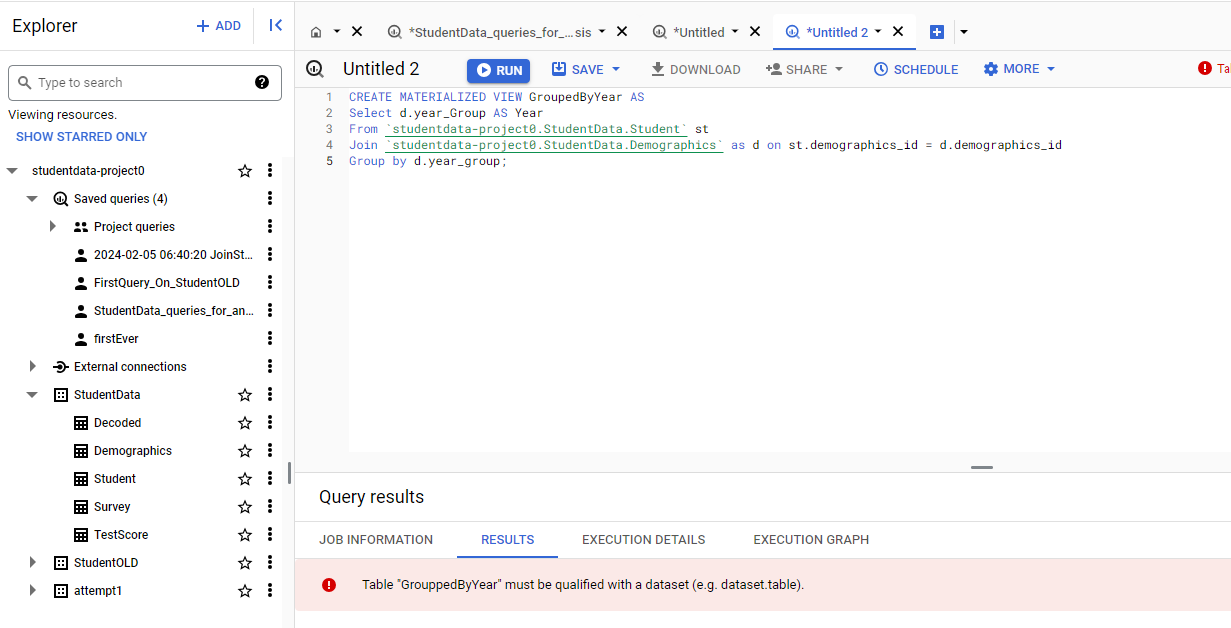 Explorer
+ ADD
Type to search
Viewing resources.
SHOW STARRED ONLY
studentdata-project0
Saved queries (4)
Project queries
2024-02-05 06:40:20 JoinSt...
FirstQuery_On_StudentOLD
StudentData_queries_for_an...
firstEver
External connections
StudentData
Decoded
Demographics
Student
Survey
TestScore
StudentOLD
attempt1
*StudentData_queries_for_...sis
*Untitled
*Untitled 2
Untitled 2
RUN
SAVE
DOWNLOAD
SHARE
SCHEDULE
MORE
Ta
1 CREATE MATERIALIZED VIEW GroupedByYear AS
2 Select d.year_Group AS Year
3 From `studentdata-project0.StudentData.Student` st
4 Join `studentdata-project0.StudentData.Demographics` as d on st.demographics_id = d.demographics_id
5 Group by d.year_group;
Query results
JOB INFORMATION
RESULTS
EXECUTION DETAILS
EXECUTION GRAPH
Table "GrouppedByYear" must be qualified with a dataset (e.g. dataset.table).